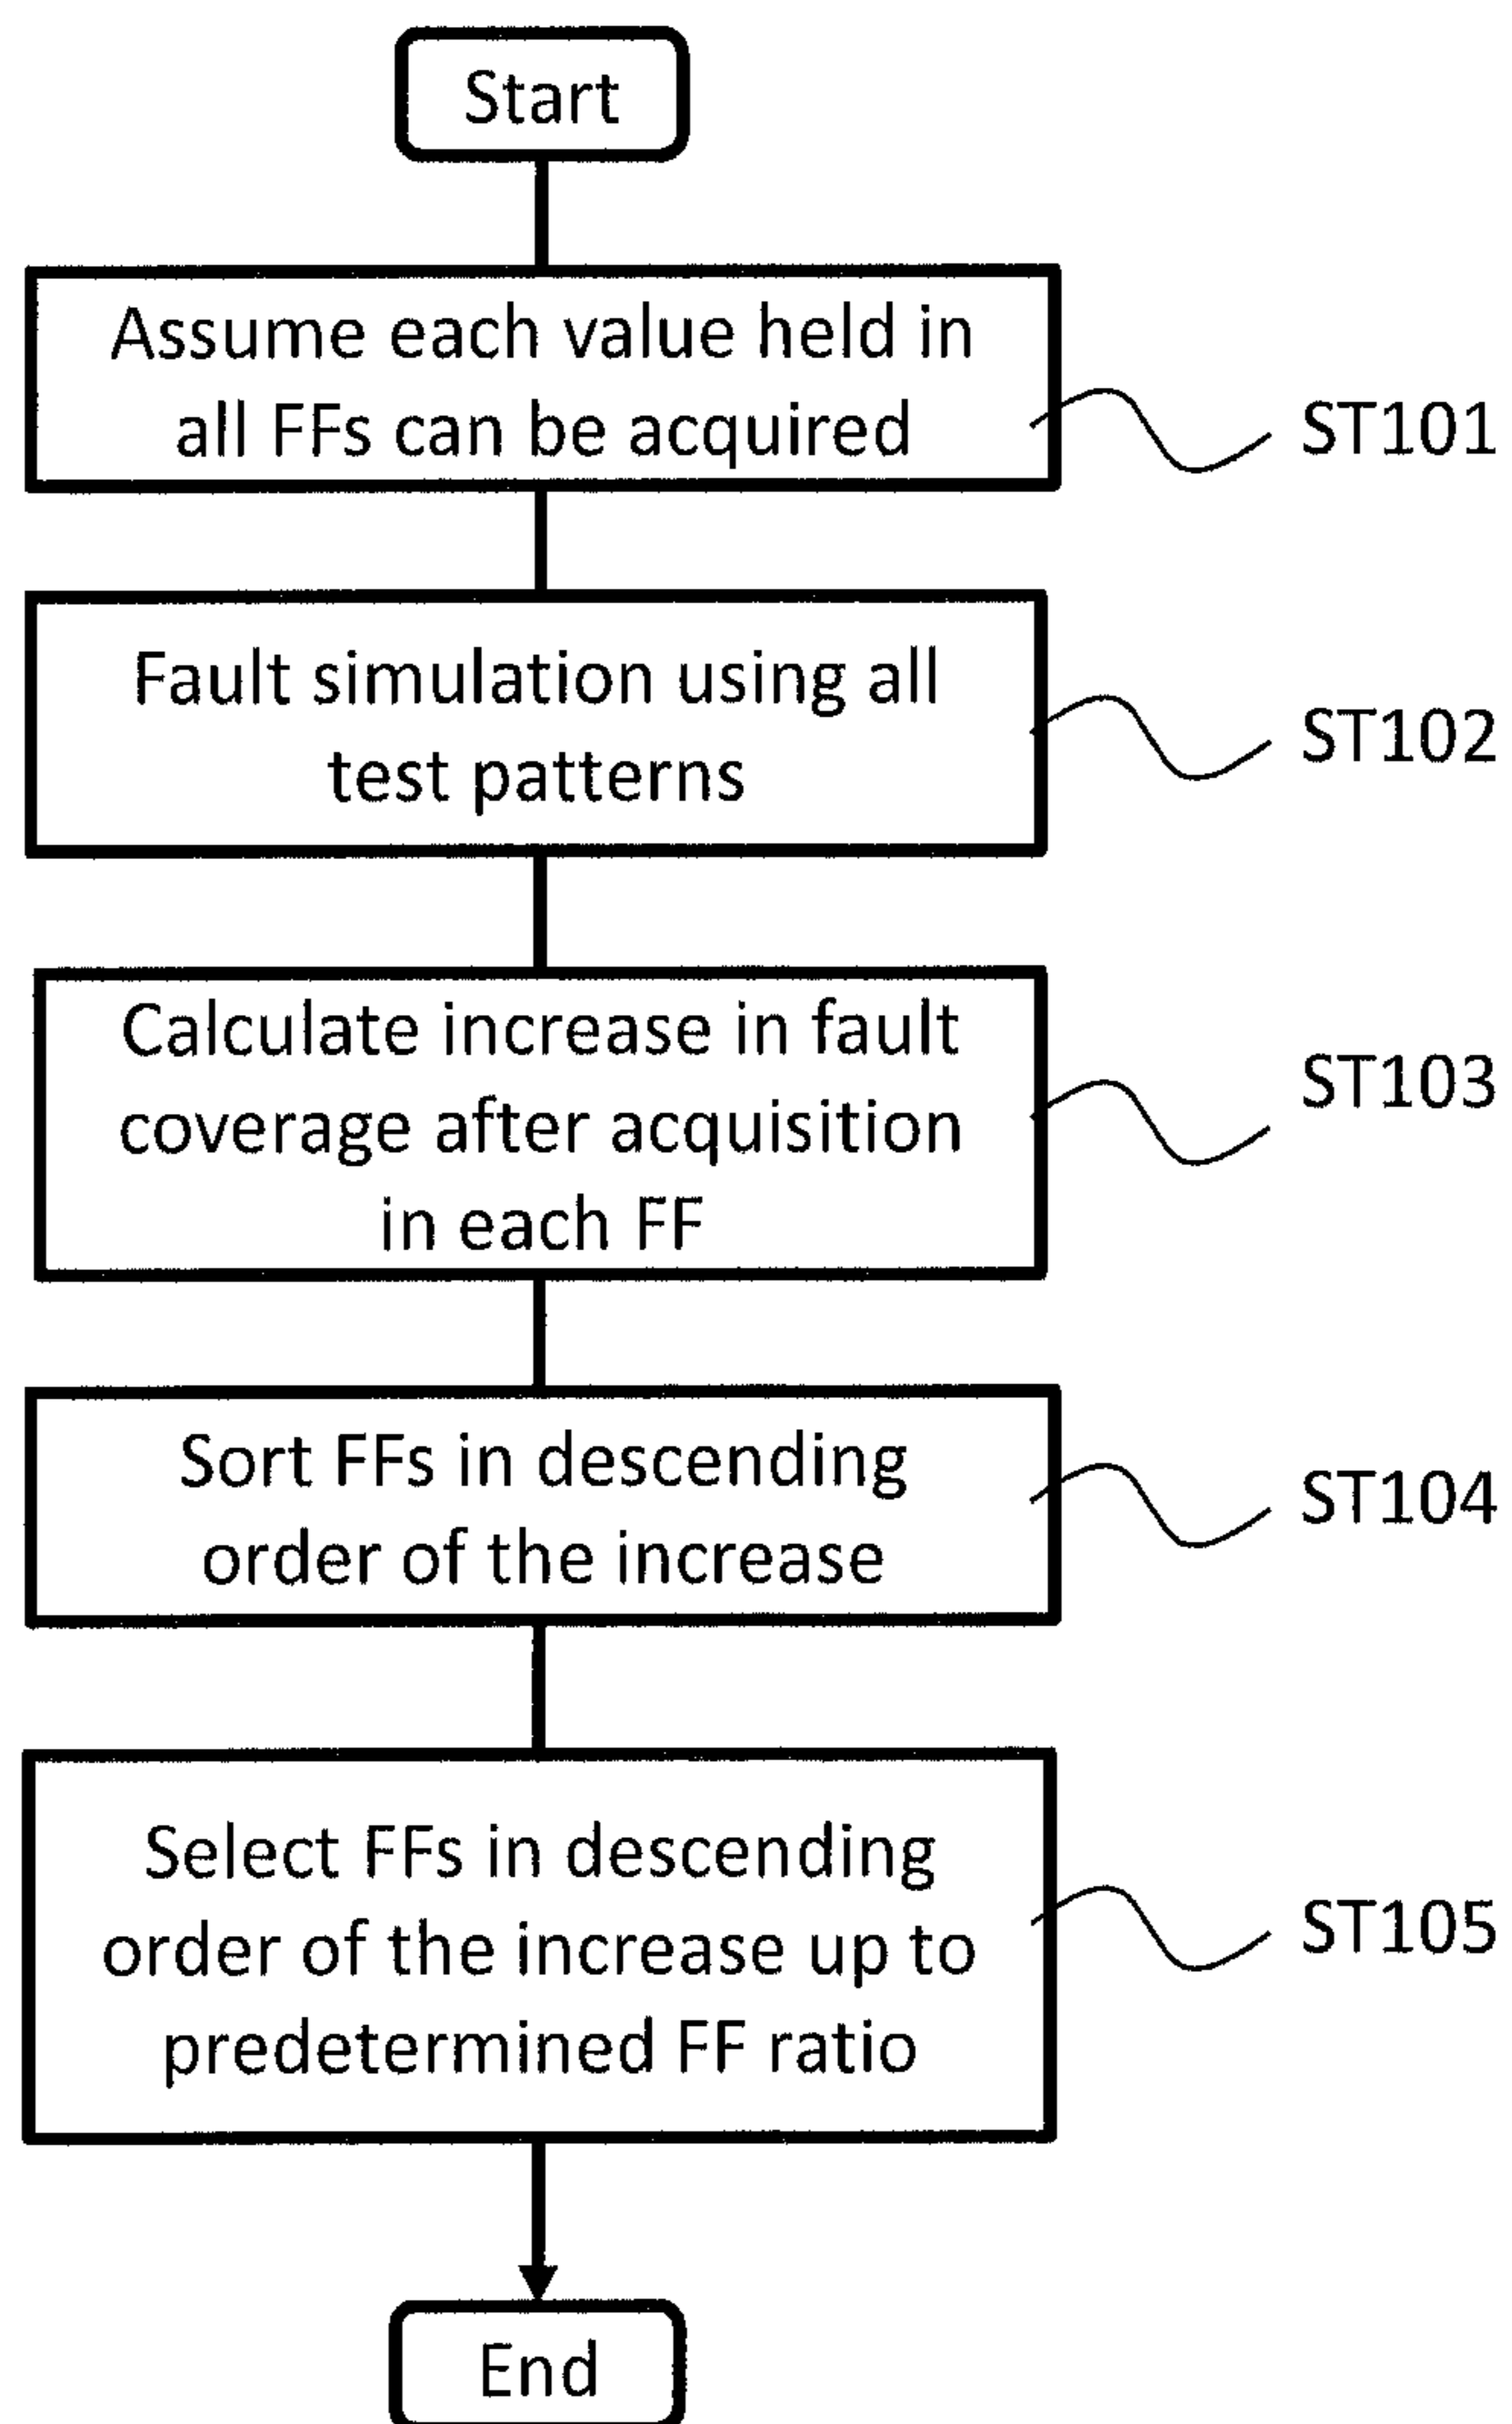 Start
Assume each value held in
all FFs can be acquired
ST101
Fault simulation using all
test patterns
ST102
Calculate increase in fault
coverage after acquisition
in each FF
ST103
Sort FFs in descending
order of the increase
ST104
Select FFs in descending
order of the increase up to
predetermined FF ratio
ST105
End